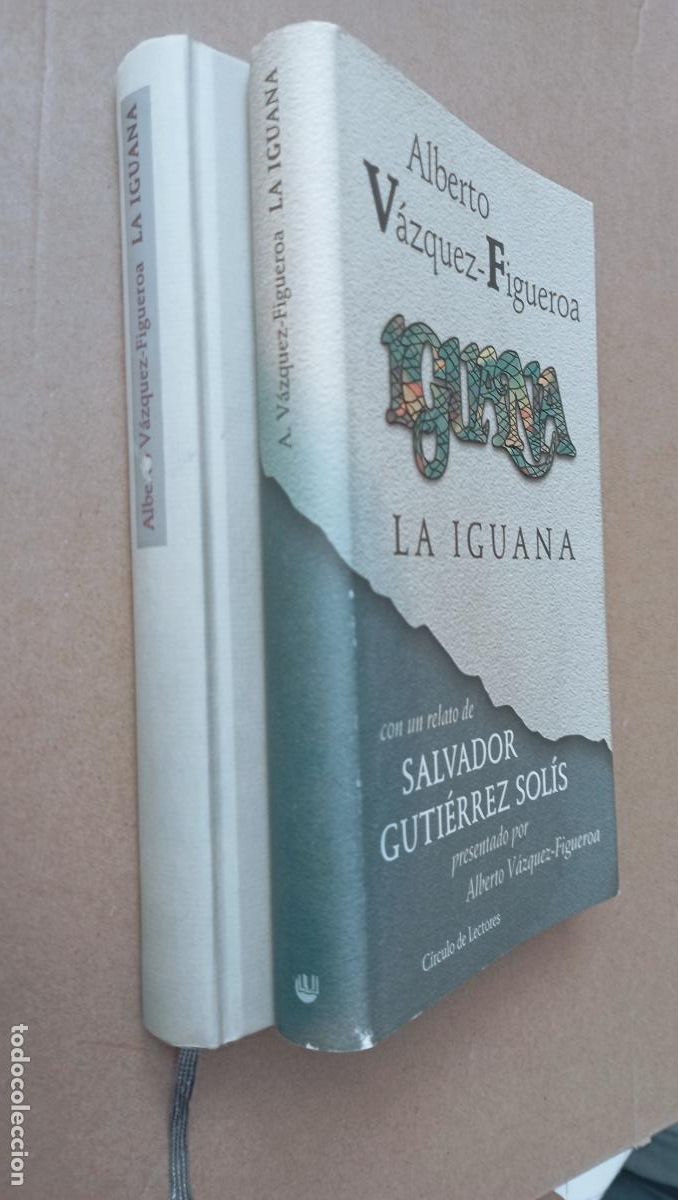 Alberto Vázquez-Figueroa LA IGUANA
A. Vázquez-Figueroa LA IGUANA
Alberto
Vázquez-Figueroa
IGUANA
LA IGUANA
con un relato de
SALVADOR
GUTIÉRREZ SOLÍS
presentado por
Alberto Vázquez-Figueroa
Círculo de Lectores
todocoleccion